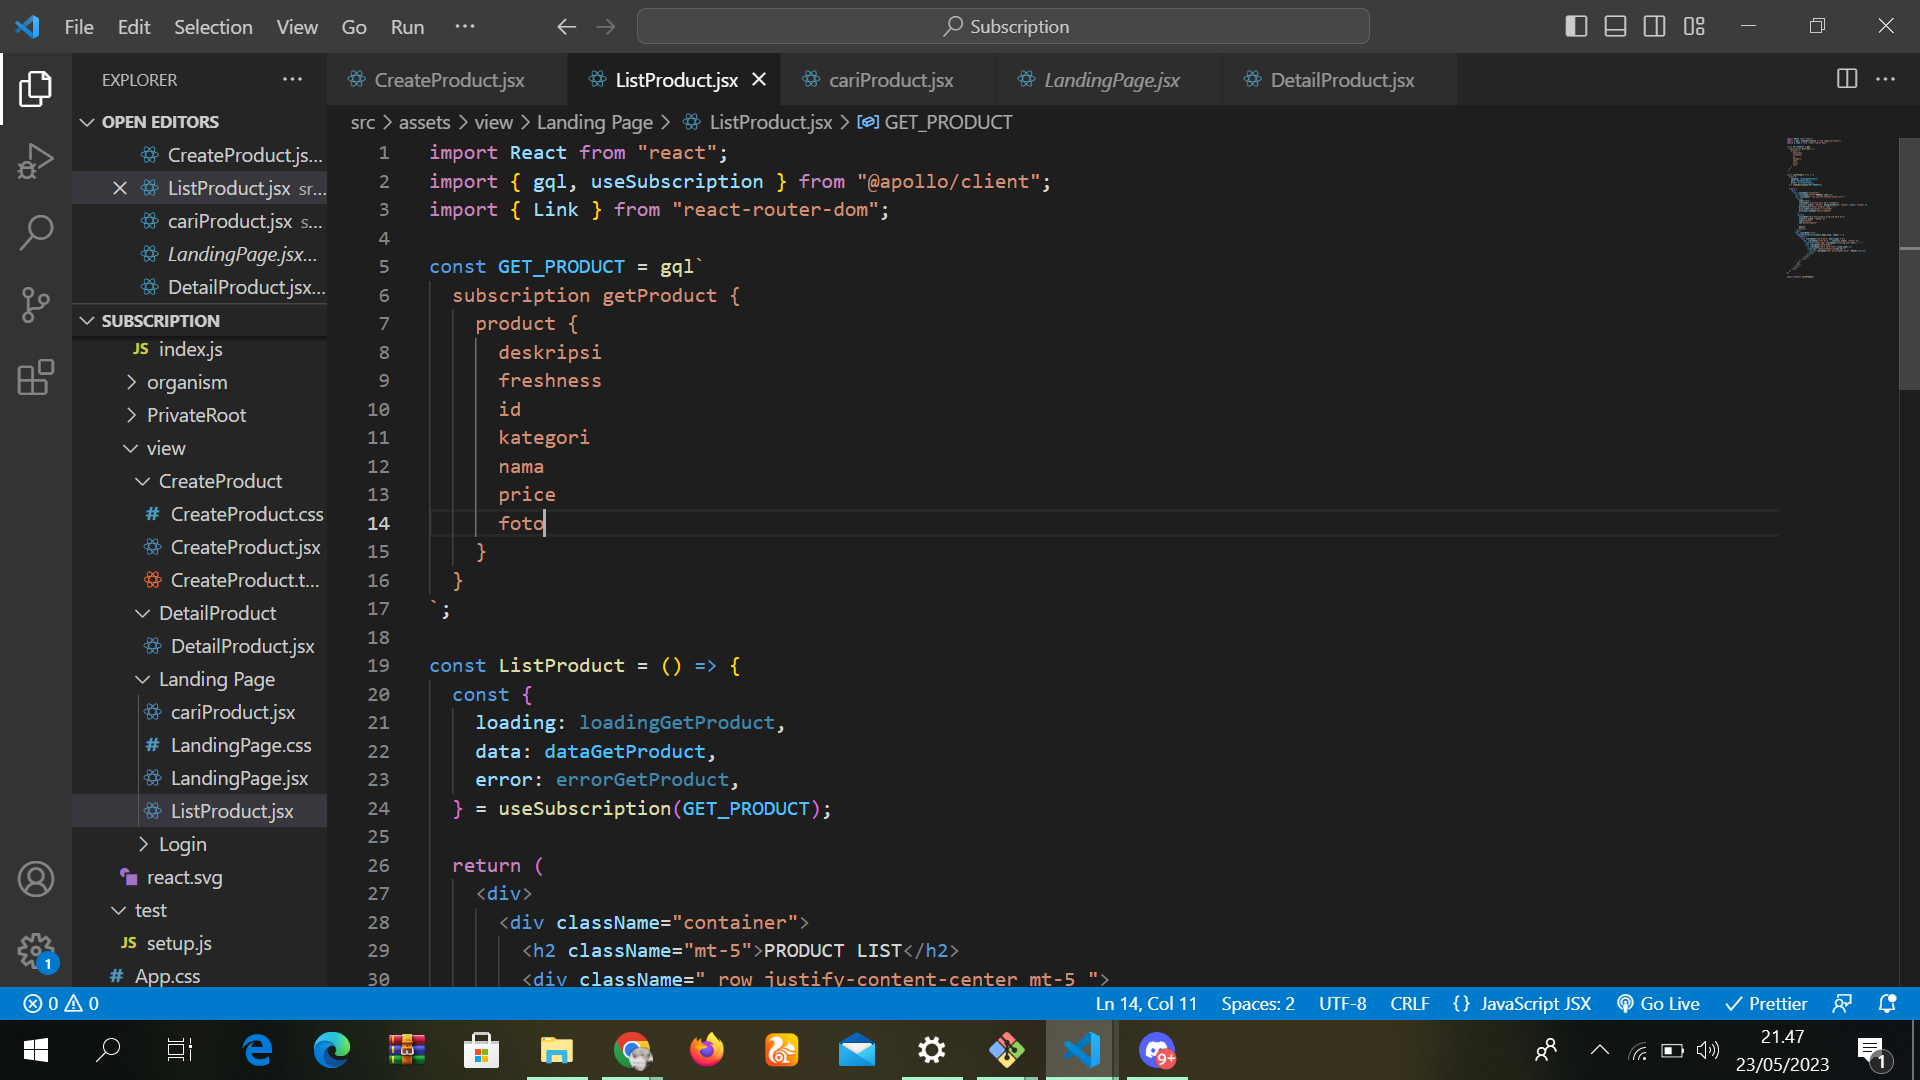 File Edit Selection View Go Run ···
Subscription
EXPLORER
CreateProduct.jsx
ListProduct.jsx
cariProduct.jsx
LandingPage.jsx
DetailProduct.jsx
src > assets > view > Landing Page > ListProduct.jsx > GET_PRODUCT
OPEN EDITORS
CreateProduct.js...
ListProduct.jsx sr...
cariProduct.jsx s...
LandingPage.jsx...
DetailProduct.jsx...
SUBSCRIPTION
JS index.js
organism
PrivateRoot
view
CreateProduct
# CreateProduct.css
CreateProduct.jsx
CreateProduct.t...
DetailProduct
DetailProduct.jsx
Landing Page
cariProduct.jsx
# LandingPage.css
LandingPage.jsx
ListProduct.jsx
Login
react.svg
test
JS setup.js
# App.css
1 import React from "react";
2 import { gql, useSubscription } from "@apollo/client";
3 import { Link } from "react-router-dom";
4
5 const GET_PRODUCT = gql`
6 subscription getProduct {
7 product {
8 deskripsi
9 freshness
10 id
11 kategori
12 nama
13 price
14 foto
15 }
16 }
17 `;
18
19 const ListProduct = () => {
20 const {
21 loading: loadingGetProduct,
22 data: dataGetProduct,
23 error: errorGetProduct,
24 } = useSubscription(GET_PRODUCT);
25
26 return (
27 <div>
28 <div className="container">
29 <h2 className="mt-5">PRODUCT LIST</h2>
30 <div className=" row justify-content-center mt-5 ">
1
0 0
Ln 14, Col 11 Spaces: 2 UTF-8 CRLF {} JavaScript JSX Go Live Prettier
9+
21.47
23/05/2023
1